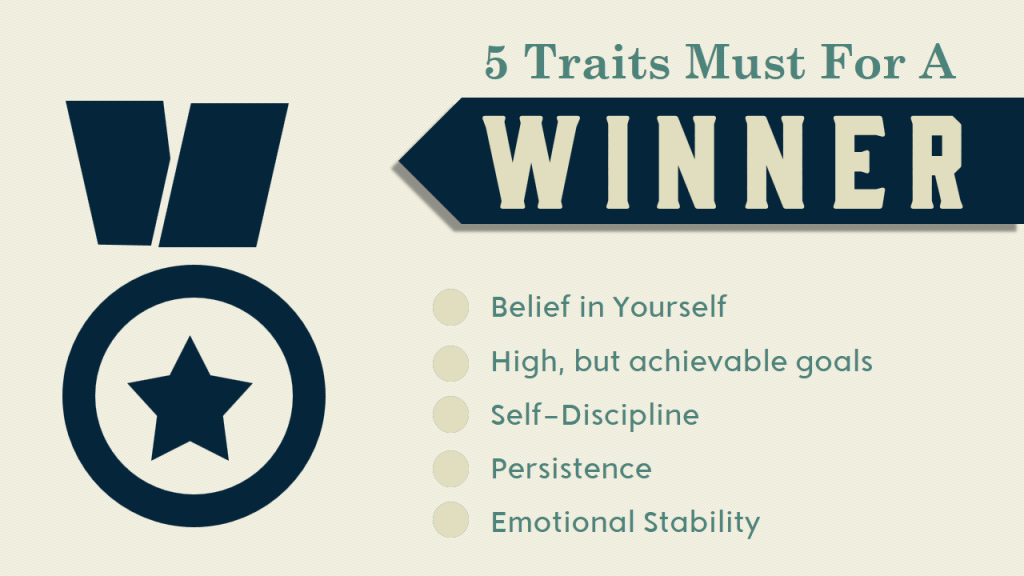 5 Traits Must For A
WINNER
Belief in Yourself
High, but achievable goals
Self-Discipline
Persistence
Emotional Stability